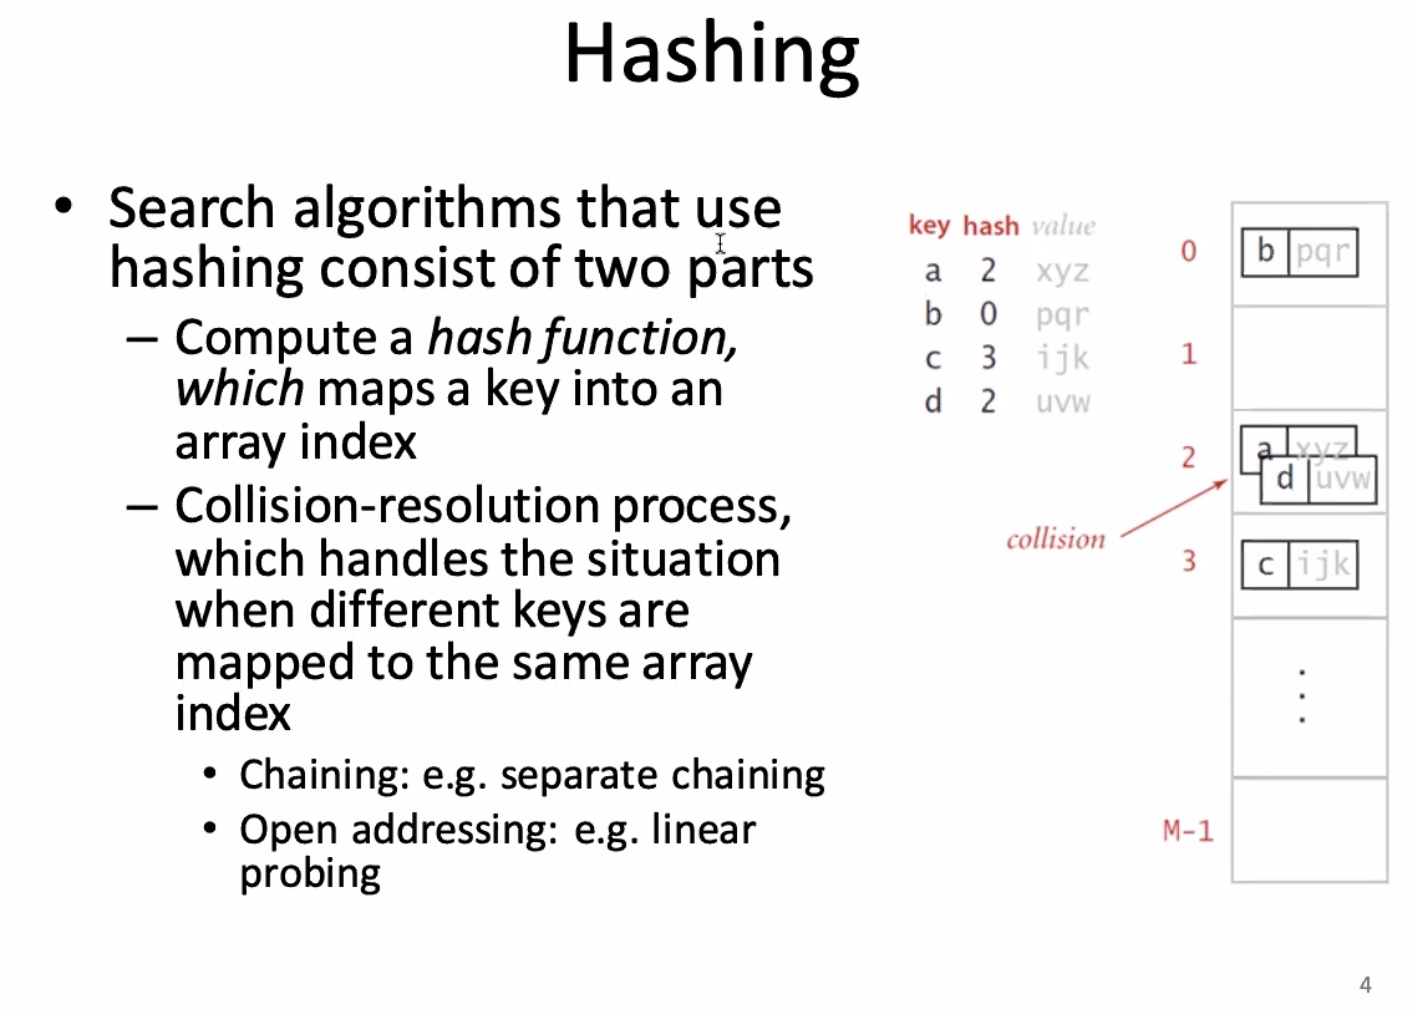 Hashing
• Search algorithms that use
hashing consist of two parts
– Compute a hash function,
which maps a key into an
array index
– Collision-resolution process,
which handles the situation
when different keys are
mapped to the same array
index
• Chaining: e.g. separate chaining
• Open addressing: e.g. linear
probing
key hash value
a 2 xyz
b 0 pqr
c 3 ijk
d 2 uvw
collision
0 b pqr
1
2 a xyz
d uvw
3 c ijk
M-1
4